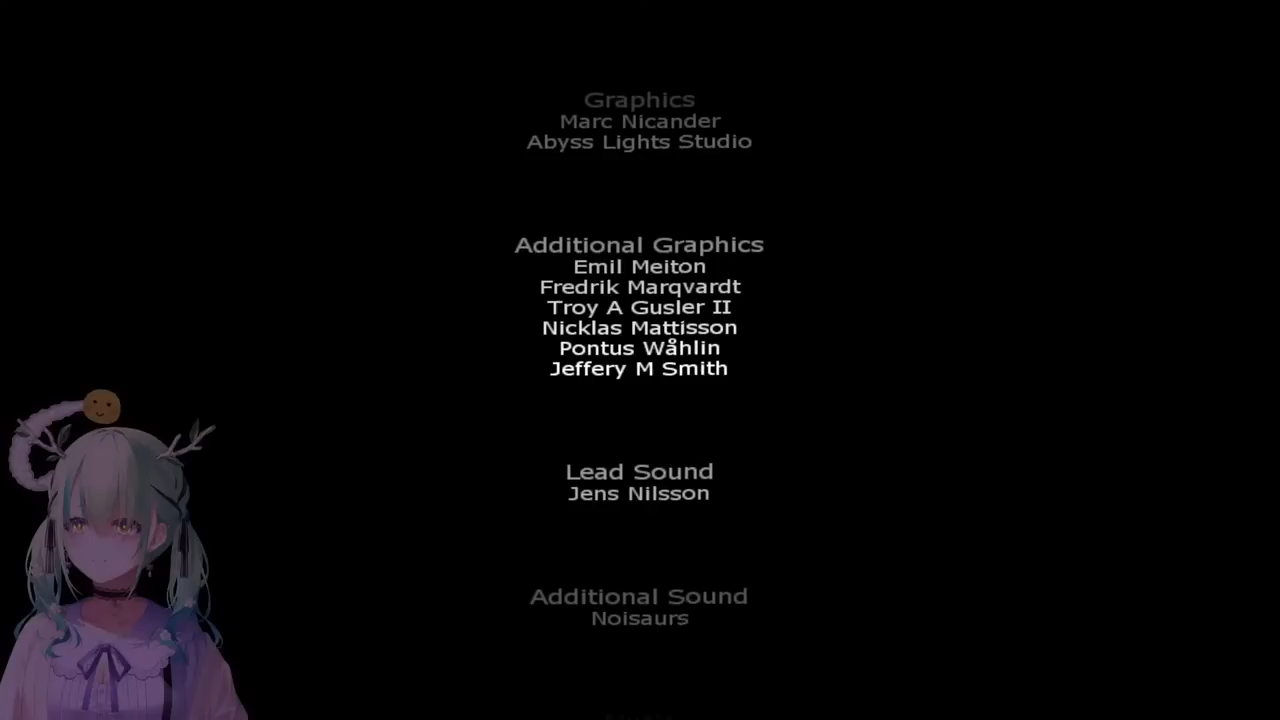 Graphics
Marc Nicander
Abyss Lights Studio
Additional Graphics
Emil Meiton
Fredrik Marqvardt
Troy A Gusler II
Nicklas Mattisson
Pontus Wåhlin
Jeffery M Smith
Lead Sound
Jens Nilsson
Additional Sound
Noisaurs